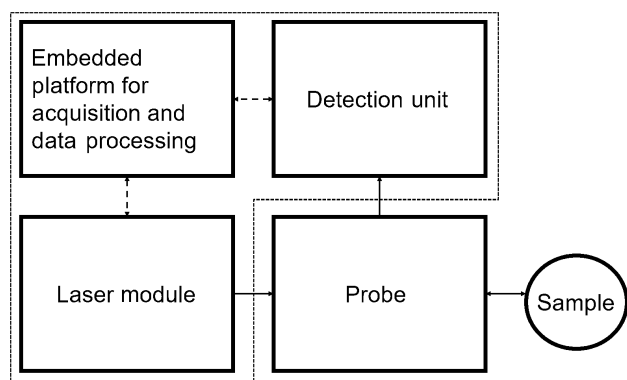 Embedded
platform for
acquisition and
data processing
Detection unit
Laser module
Probe
Sample